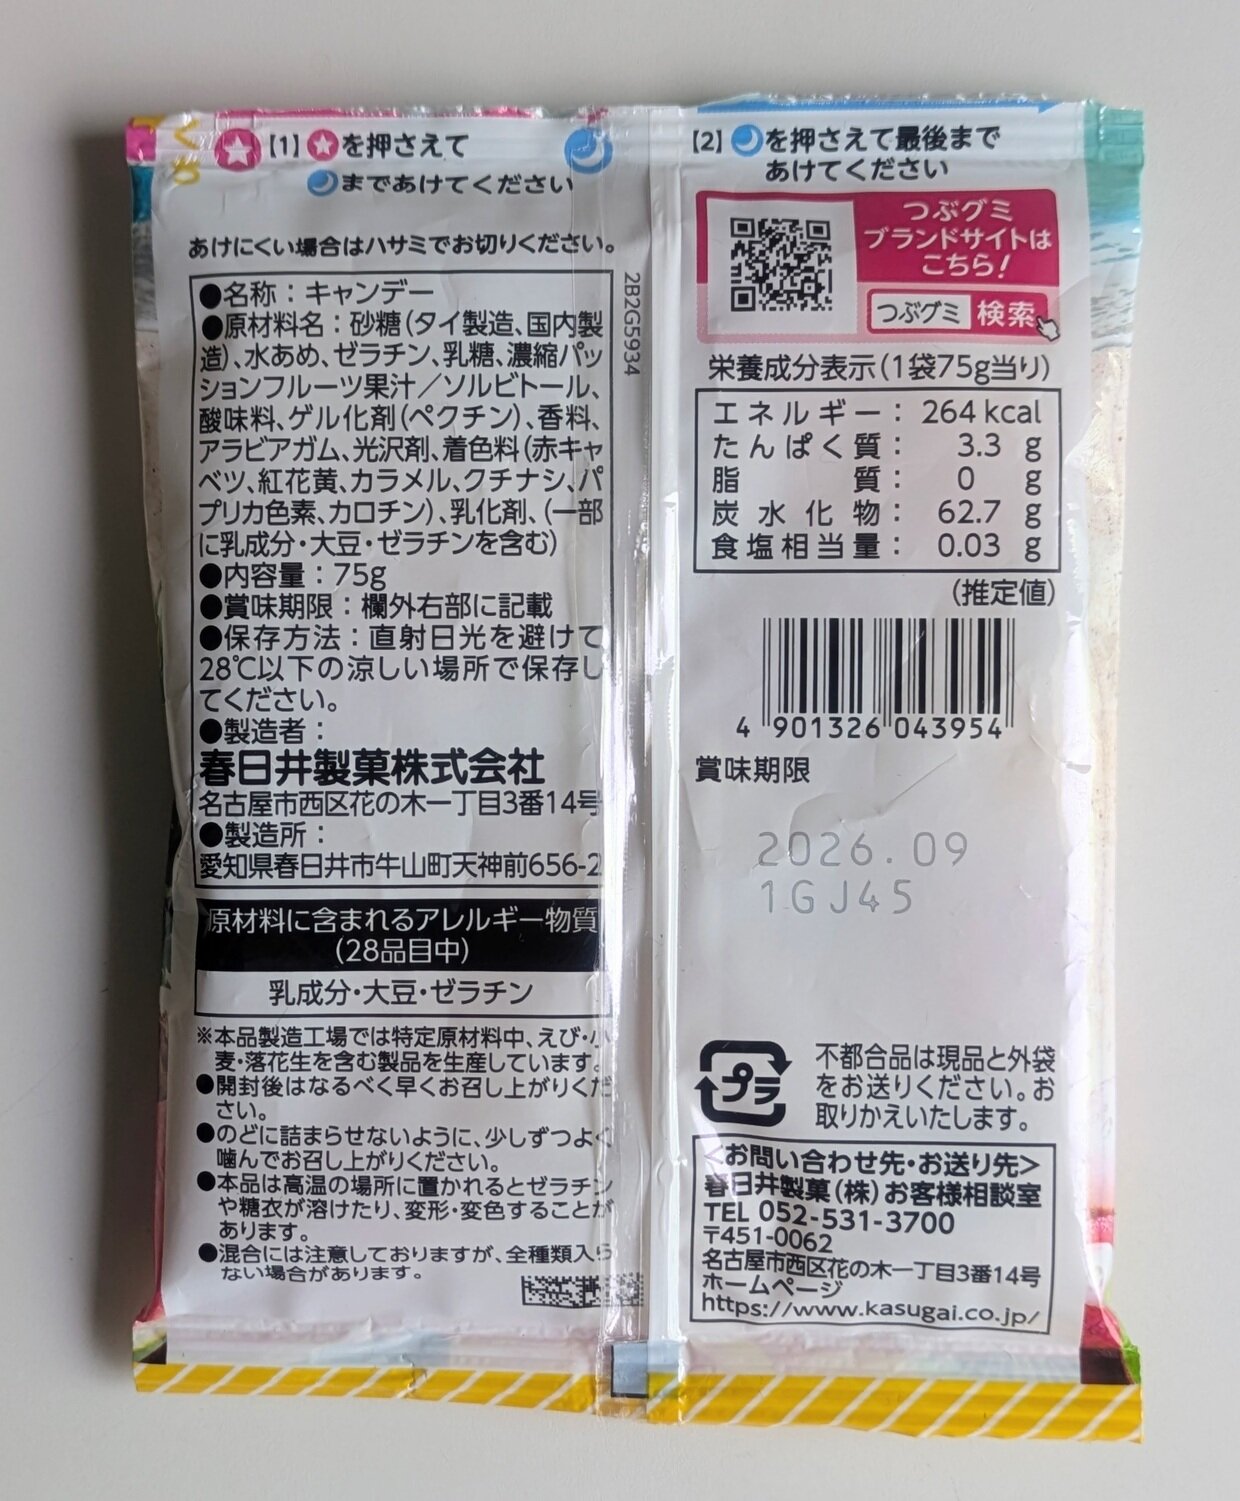 【1】を押さえて
まであけてください
【2】を押さえて最後まで
あけてください
あけにくい場合はハサミでお切りください。
●名称：キャンデー
●原材料名：砂糖(タイ製造、国内製
造)、水あめ、ゼラチン、乳糖、濃縮パッ
ションフルーツ果汁／ソルビトール、
酸味料、ゲル化剤(ペクチン)、香料、
アラビアガム、光沢剤、着色料(赤キャ
ベツ、紅花黄、カラメル、クチナシ、パ
プリカ色素、カロチン)、乳化剤、(一部
に乳成分・大豆・ゼラチンを含む)
●内容量：75g
●賞味期限：欄外右部に記載
●保存方法：直射日光を避けて
28℃以下の涼しい場所で保存し
てください。
●製造者：
春日井製菓株式会社
名古屋市西区花の木一丁目3番14号
●製造所：
愛知県春日井市牛山町天神前656-2
2B2G5934
原材料に含まれるアレルギー物質
(28品目中)
乳成分・大豆・ゼラチン
※本品製造工場では特定原材料中、えび・小
麦・落花生を含む製品を生産しています。
●開封後はなるべく早くお召し上がりくだ
さい。
●のどに詰まらせないように、少しずつよく
噛んでお召し上がりください。
●本品は高温の場所に置かれるとゼラチン
や糖衣が溶けたり、変形・変色することが
あります。
●混合には注意しておりますが、全種類入ら
ない場合があります。
つぶグミ
ブランドサイトは
こちら！
つぶグミ 検索
栄養成分表示(1袋75g当り)
エネルギー： 264 kcal
たんぱく質： 3.3 g
脂質： 0 g
炭水化物： 62.7 g
食塩相当量： 0.03 g
(推定値)
4 901326 043954
賞味期限
2026.09
1GJ45
プラ
不都合品は現品と外袋
をお送りください。お
取りかえいたします。
＜お問い合わせ先・お送り先＞
春日井製菓(株)お客様相談室
TEL 052-531-3700
〒451-0062
名古屋市西区花の木一丁目3番14号
ホームページ
https://www.kasugai.co.jp/